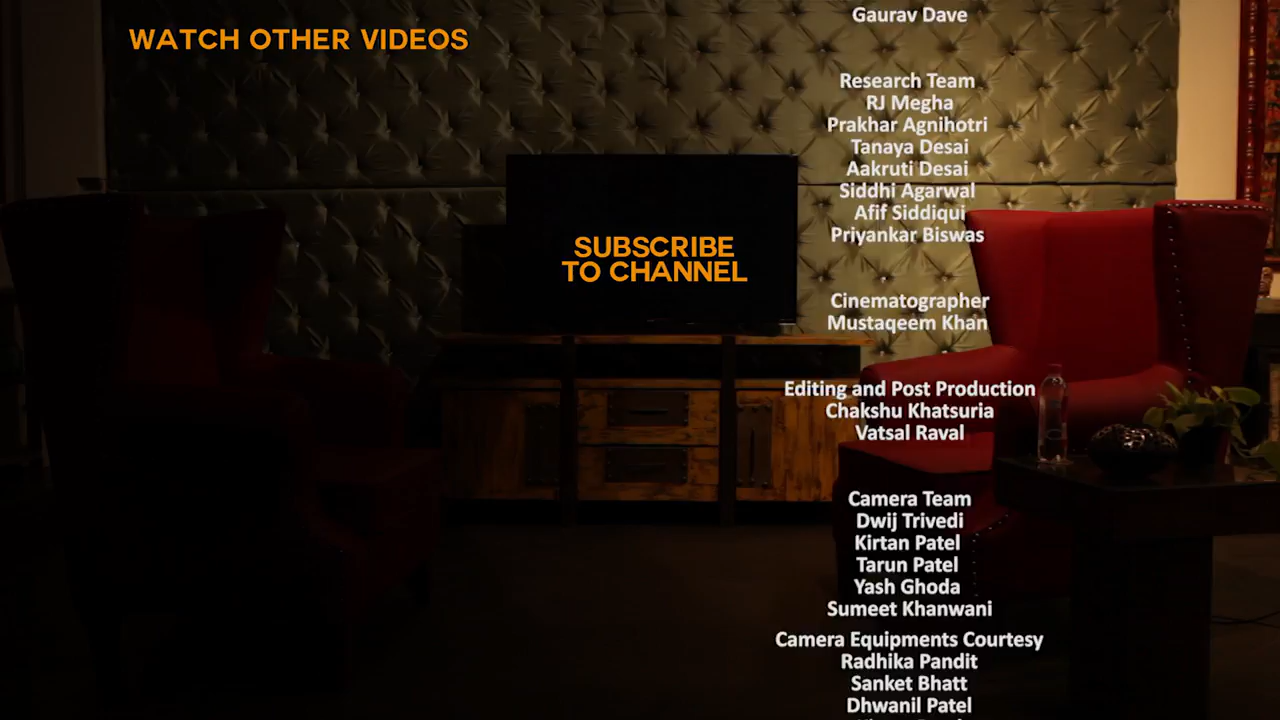 WATCH OTHER VIDEOS
SUBSCRIBE
TO CHANNEL
Gaurav Dave
Research Team
RJ Megha
Prakhar Agnihotri
Tanaya Desai
Aakruti Desai
Siddhi Agarwal
Afif Siddiqui
Priyankar Biswas
Cinematographer
Mustaqeem Khan
Editing and Post Production
Chakshu Khatsuria
Vatsal Raval
Camera Team
Dwij Trivedi
Kirtan Patel
Tarun Patel
Yash Ghoda
Sumeet Khanwani
Camera Equipments Courtesy
Radhika Pandit
Sanket Bhatt
Dhwanil Patel